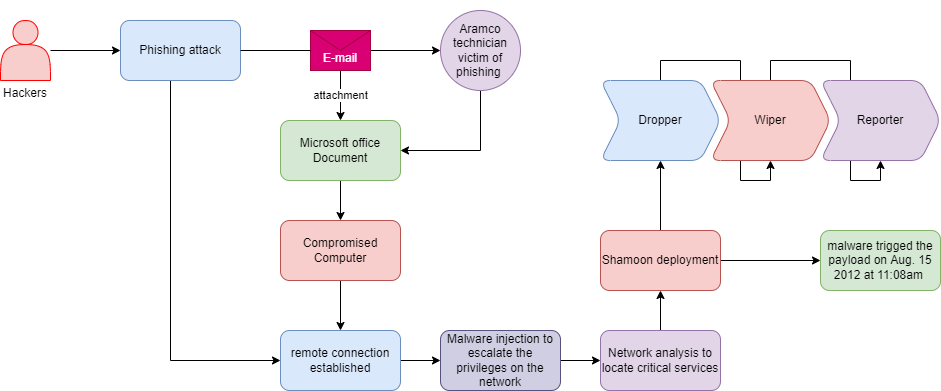 Hackers
Phishing attack
E-mail
attachment
Aramco
technician
victim of
phishing
Microsoft office
Document
Compromised
Computer
remote connection
established
Malware injection to
escalate the
privileges on the
network
Network analysis to
locate critical services
Shamoon deployment
malware trigged the
payload on Aug. 15
2012 at 11:08am
Dropper
Wiper
Reporter